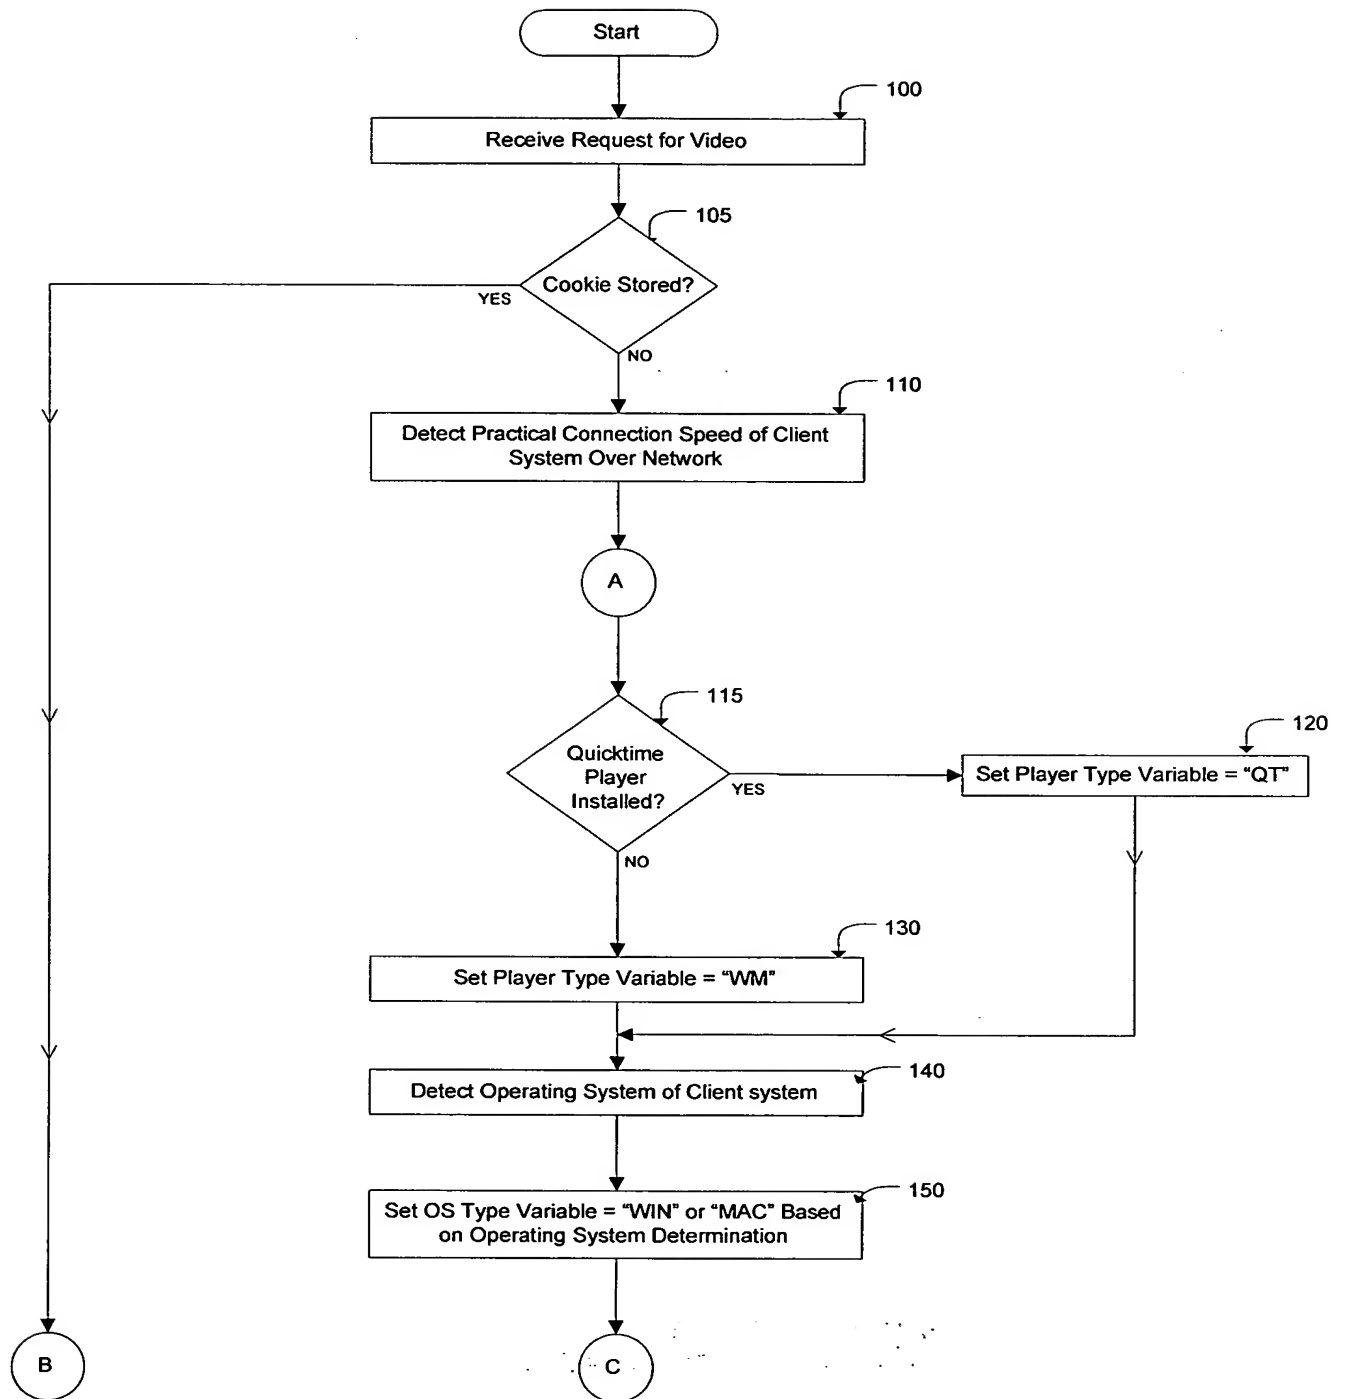 Start
100
Receive Request for Video
105
Cookie Stored?
YES
NO
110
Detect Practical Connection Speed of Client
System Over Network
A
115
Quicktime
Player
Installed?
YES
120
Set Player Type Variable = “QT”
NO
130
Set Player Type Variable = “WM”
140
Detect Operating System of Client system
150
Set OS Type Variable = “WIN” or “MAC” Based
on Operating System Determination
B
C